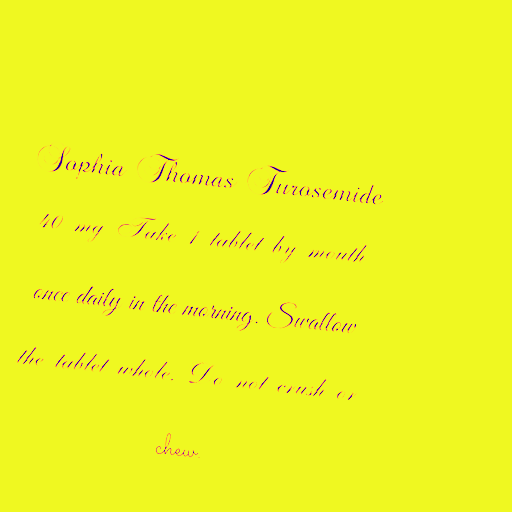 Sophia Thomas Furosemide
40 mg Take 1 tablet by mouth
once daily in the morning. Swallow
the tablet whole. Do not crush or
chew.